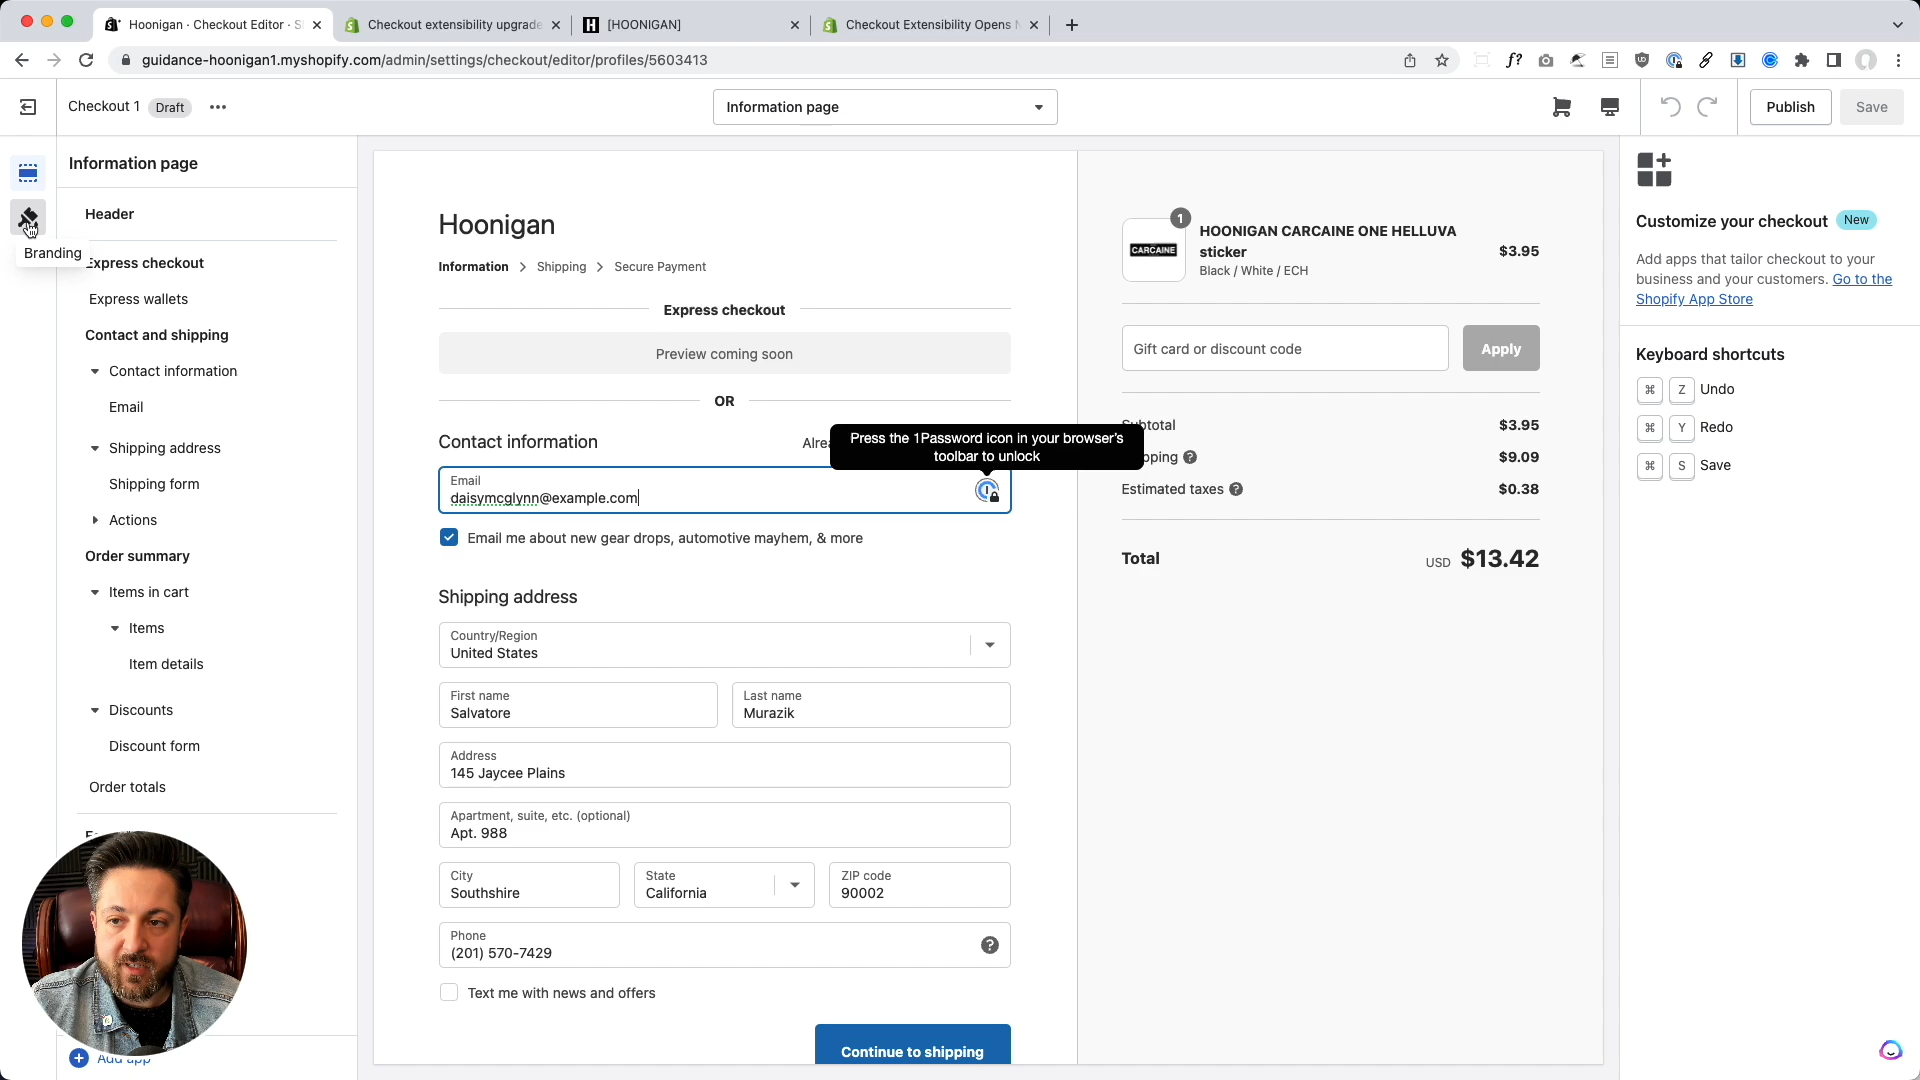 Hoonigan · Checkout Editor · S
Checkout extensibility upgrade
[HOONIGAN]
Checkout Extensibility Opens N
guidance-hoonigan1.myshopify.com/admin/settings/checkout/editor/profiles/5603413
Checkout 1
Draft
Information page
Publish
Save
Information page
Header
Branding
Express checkout
Express wallets
Contact and shipping
Contact information
Email
Shipping address
Shipping form
Actions
Order summary
Items in cart
Items
Item details
Discounts
Discount form
Order totals
Add app
Hoonigan
Information > Shipping > Secure Payment
Express checkout
Preview coming soon
OR
Contact information
Press the 1Password icon in your browser's
toolbar to unlock
Email
daisymcglynn@example.com
Email me about new gear drops, automotive mayhem, & more
Shipping address
Country/Region
United States
First name
Salvatore
Last name
Murazik
Address
145 Jaycee Plains
Apartment, suite, etc. (optional)
Apt. 988
City
Southshire
State
California
ZIP code
90002
Phone
(201) 570-7429
Text me with news and offers
Continue to shipping
1
CARCAINE
HOONIGAN CARCAINE ONE HELLUVA
sticker
Black / White / ECH
$3.95
Gift card or discount code
Apply
Subtotal
$3.95
$9.09
Estimated taxes
$0.38
Total
USD $13.42
Customize your checkout
New
Add apps that tailor checkout to your
business and your customers. Go to the
Shopify App Store
Keyboard shortcuts
⌘ Z Undo
⌘ Y Redo
⌘ S Save